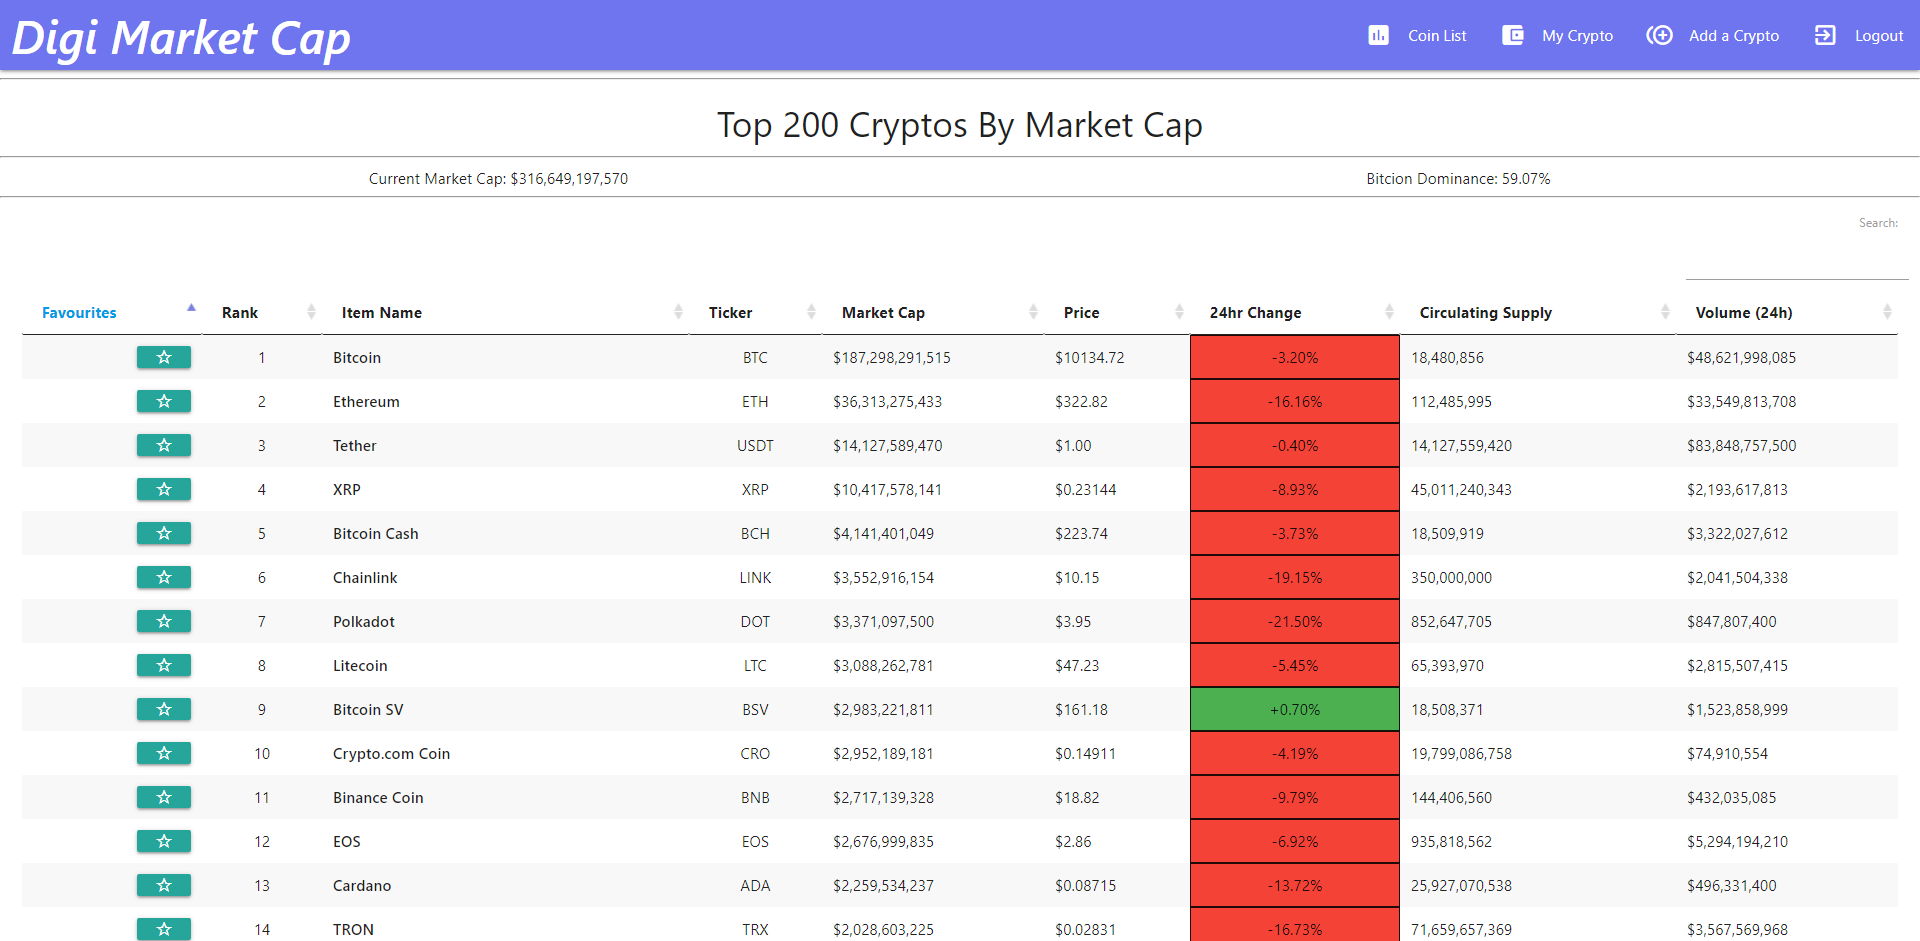 Digi Market Cap Coin List My Crypto Add a Crypto Logout
Top 200 Cryptos By Market Cap
Current Market Cap: $316,649,197,570 Bitcion Dominance: 59.07%
Search:
Favourites Rank Item Name Ticker Market Cap Price 24hr Change Circulating Supply Volume (24h)
1 Bitcoin BTC $187,298,291,515 $10134.72 -3.20% 18,480,856 $48,621,998,085
2 Ethereum ETH $36,313,275,433 $322.82 -16.16% 112,485,995 $33,549,813,708
3 Tether USDT $14,127,589,470 $1.00 -0.40% 14,127,559,420 $83,848,757,500
4 XRP XRP $10,417,578,141 $0.23144 -8.93% 45,011,240,343 $2,193,617,813
5 Bitcoin Cash BCH $4,141,401,049 $223.74 -3.73% 18,509,919 $3,322,027,612
6 Chainlink LINK $3,552,916,154 $10.15 -19.15% 350,000,000 $2,041,504,338
7 Polkadot DOT $3,371,097,500 $3.95 -21.50% 852,647,705 $847,807,400
8 Litecoin LTC $3,088,262,781 $47.23 -5.45% 65,393,970 $2,815,507,415
9 Bitcoin SV BSV $2,983,221,811 $161.18 +0.70% 18,508,371 $1,523,858,999
10 Crypto.com Coin CRO $2,952,189,181 $0.14911 -4.19% 19,799,086,758 $74,910,554
11 Binance Coin BNB $2,717,139,328 $18.82 -9.79% 144,406,560 $432,035,085
12 EOS EOS $2,676,999,835 $2.86 -6.92% 935,818,562 $5,294,194,210
13 Cardano ADA $2,259,534,237 $0.08715 -13.72% 25,927,070,538 $496,331,400
14 TRON TRX $2,028,603,225 $0.02831 -16.73% 71,659,657,369 $3,567,569,968